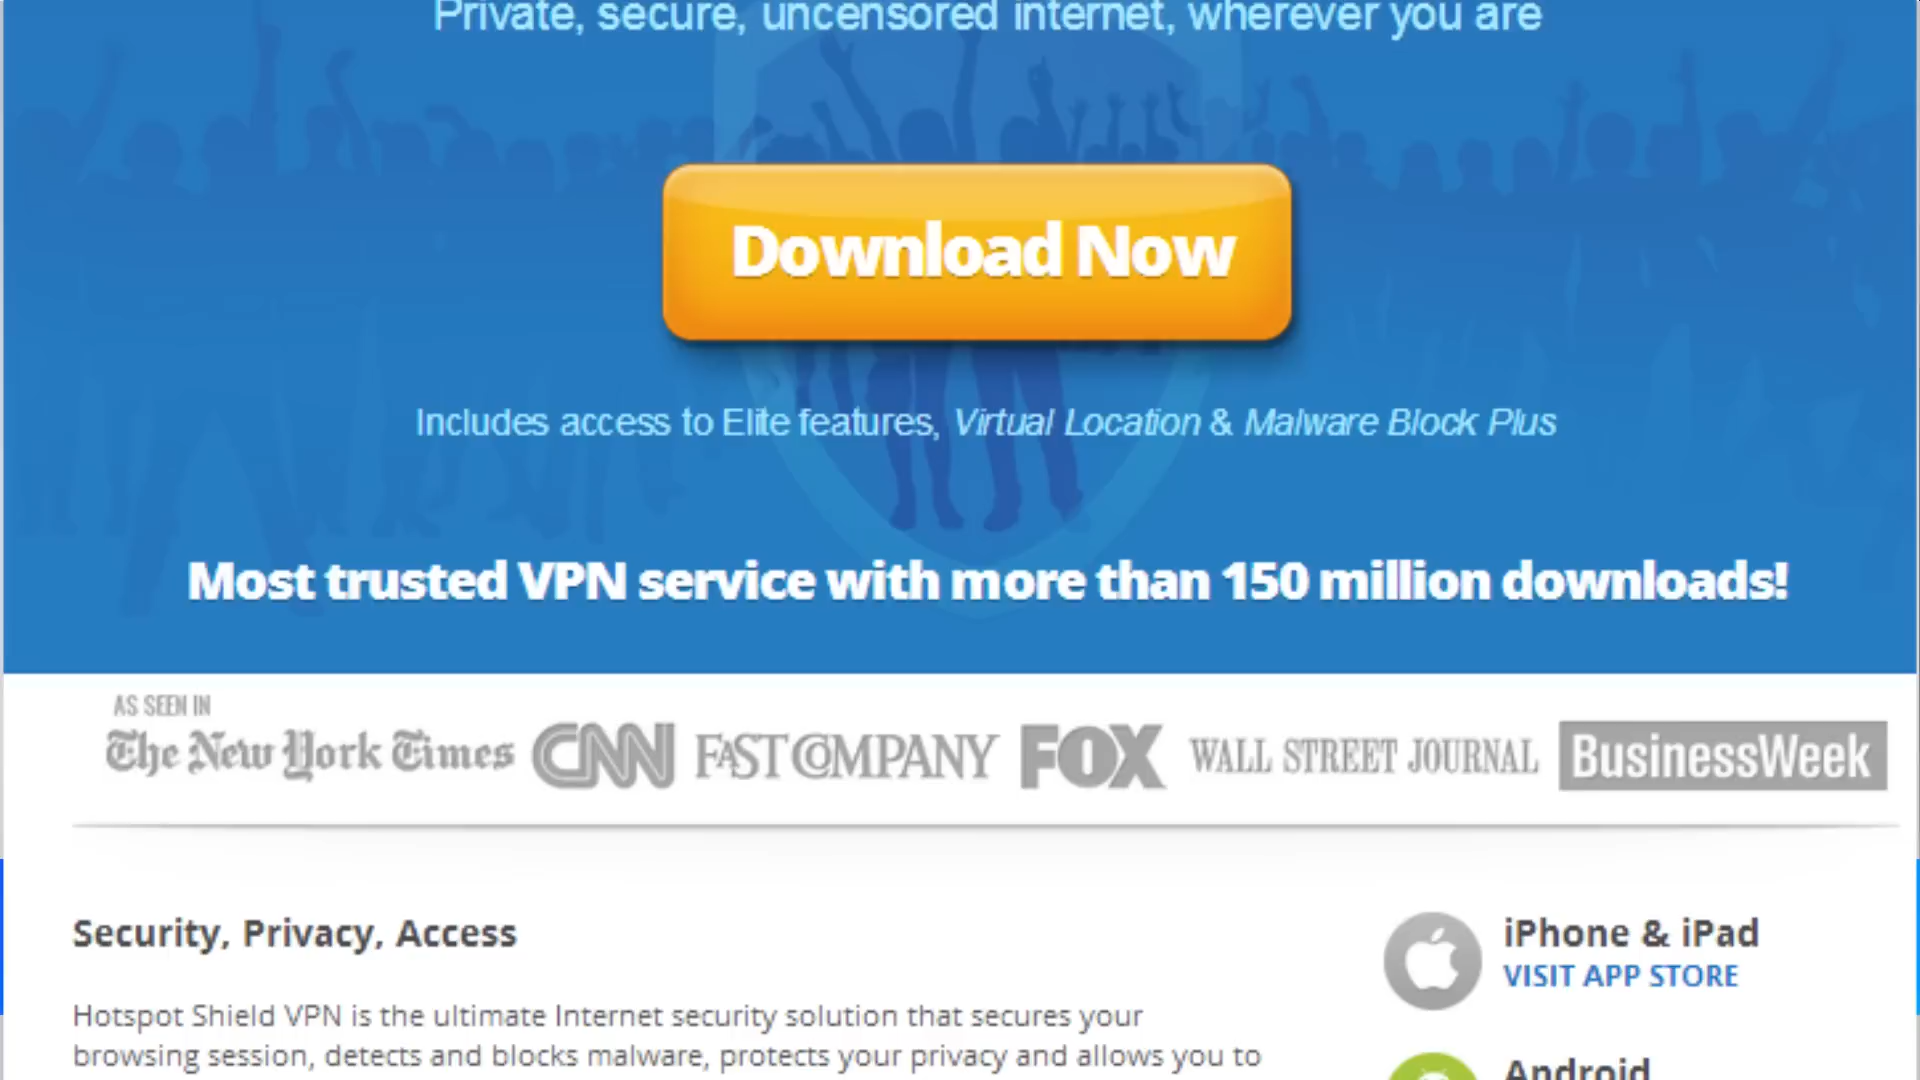 Private, secure, uncensored internet, wherever you are
Download Now
Includes access to Elite features, Virtual Location & Malware Block Plus
Most trusted VPN service with more than 150 million downloads!
AS SEEN IN
The New York Times CNN FAST COMPANY FOX WALL STREET JOURNAL BusinessWeek
Security, Privacy, Access
Hotspot Shield VPN is the ultimate Internet security solution that secures your
browsing session, detects and blocks malware, protects your privacy and allows you to
iPhone & iPad
VISIT APP STORE
Android